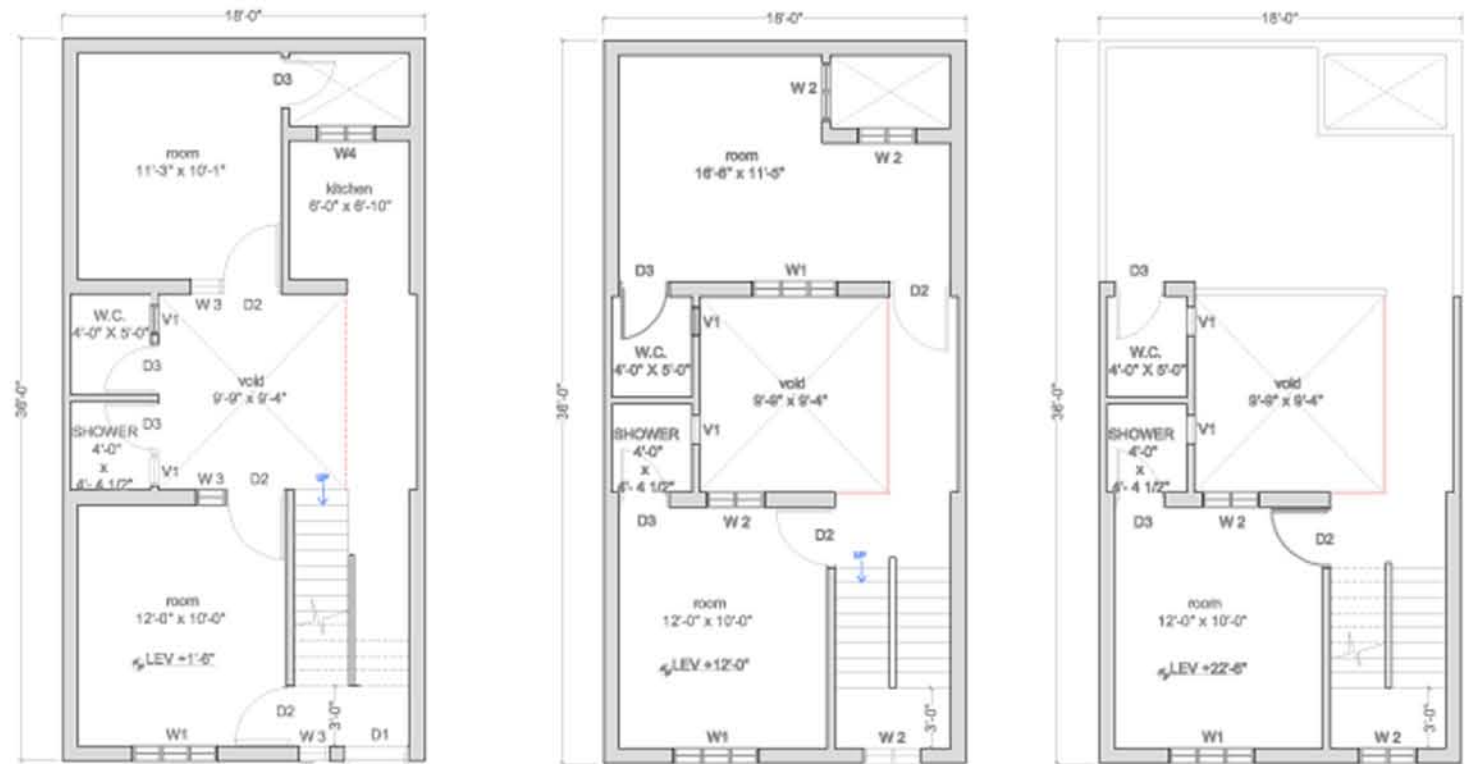 18'-0"
36'-0"
D3
room
11'-3" x 10'-1"
W4
kitchen
6'-0" x 6'-10"
W 3
D2
W.C.
4'-0" X 5'-0"
V1
D3
void
9'-9" x 9'-4"
D3
SHOWER
4'-0"
x
4'- 4 1/2"
V1
W 3
D2
UP
room
12'-0" x 10'-0"
LEV +1'-6"
D2
3'-0"
W1
W 3
D1
18'-0"
36'-0"
W 2
W 2
room
16'-6" x 11'-5"
D3
W1
D2
V1
W.C.
4'-0" X 5'-0"
void
9'-9" x 9'-4"
SHOWER
4'-0"
x
4'- 4 1/2"
V1
D3
W 2
D2
UP
room
12'-0" x 10'-0"
LEV +12'-0"
3'-0"
W1
W 2
18'-0"
36'-0"
D3
V1
W.C.
4'-0" X 5'-0"
void
9'-9" x 9'-4"
SHOWER
4'-0"
x
4'- 4 1/2"
V1
D3
W 2
D2
room
12'-0" x 10'-0"
LEV +22'-6"
3'-0"
W1
W 2